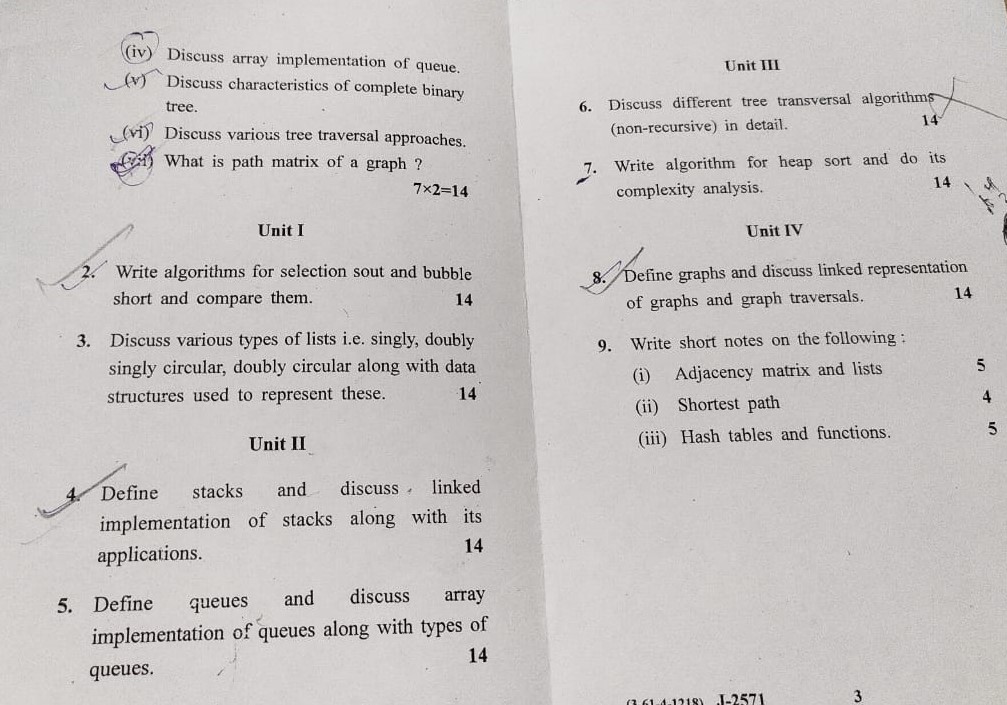 (iv) Discuss array implementation of queue.
(v) Discuss characteristics of complete binary
tree.
(vi) Discuss various tree traversal approaches.
(vii) What is path matrix of a graph ?
7×2=14
Unit I
2. Write algorithms for selection sout and bubble
short and compare them. 14
3. Discuss various types of lists i.e. singly, doubly
singly circular, doubly circular along with data
structures used to represent these. 14
Unit II
4. Define stacks and discuss linked
implementation of stacks along with its
applications. 14
5. Define queues and discuss array
implementation of queues along with types of
queues. 14
Unit III
6. Discuss different tree transversal algorithms
(non-recursive) in detail. 14
7. Write algorithm for heap sort and do its
complexity analysis. 14
Unit IV
8. Define graphs and discuss linked representation
of graphs and graph traversals. 14
9. Write short notes on the following :
(i) Adjacency matrix and lists 5
(ii) Shortest path 4
(iii) Hash tables and functions. 5
J-2571 3